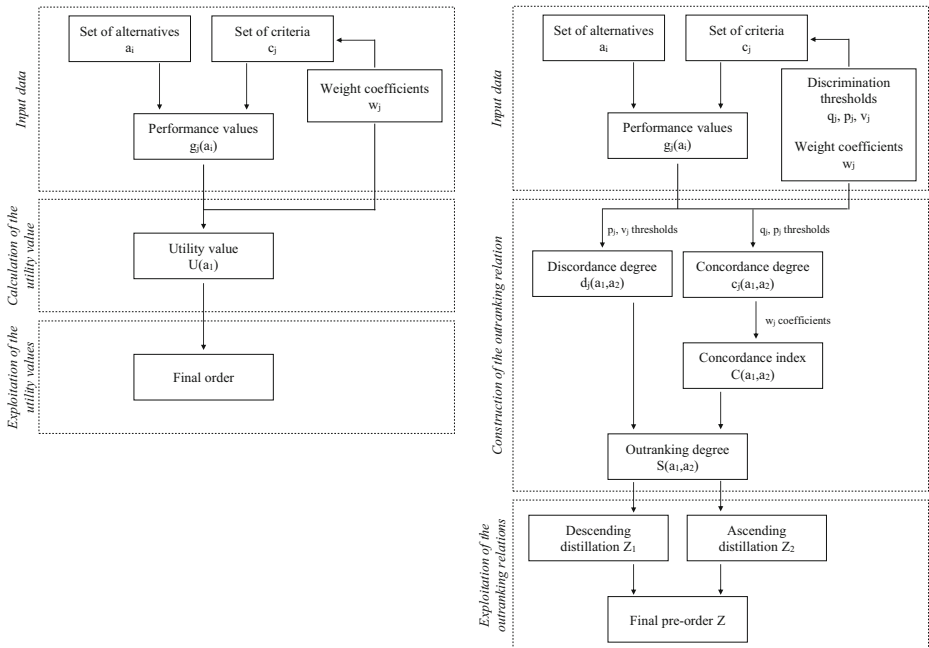 Input data
Set of alternatives
aᵢ
Set of criteria
cⱼ
Weight coefficients
wⱼ
Performance values
gⱼ(aᵢ)
Calculation of the
utility value
Utility value
U(a₁)
Exploitation of the
utility values
Final order
Input data
Set of alternatives
aᵢ
Set of criteria
cⱼ
Discrimination
thresholds
qⱼ, pⱼ, vⱼ
Weight coefficients
wⱼ
Performance values
gⱼ(aᵢ)
Construction of the outranking relation
pⱼ, vⱼ thresholds
qⱼ, pⱼ thresholds
Discordance degree
dⱼ(a₁,a₂)
Concordance degree
cⱼ(a₁,a₂)
wⱼ coefficients
Concordance index
C(a₁,a₂)
Outranking degree
S(a₁,a₂)
Exploitation of the
outranking relations
Descending
distillation Z₁
Ascending
distillation Z₂
Final pre-order Z